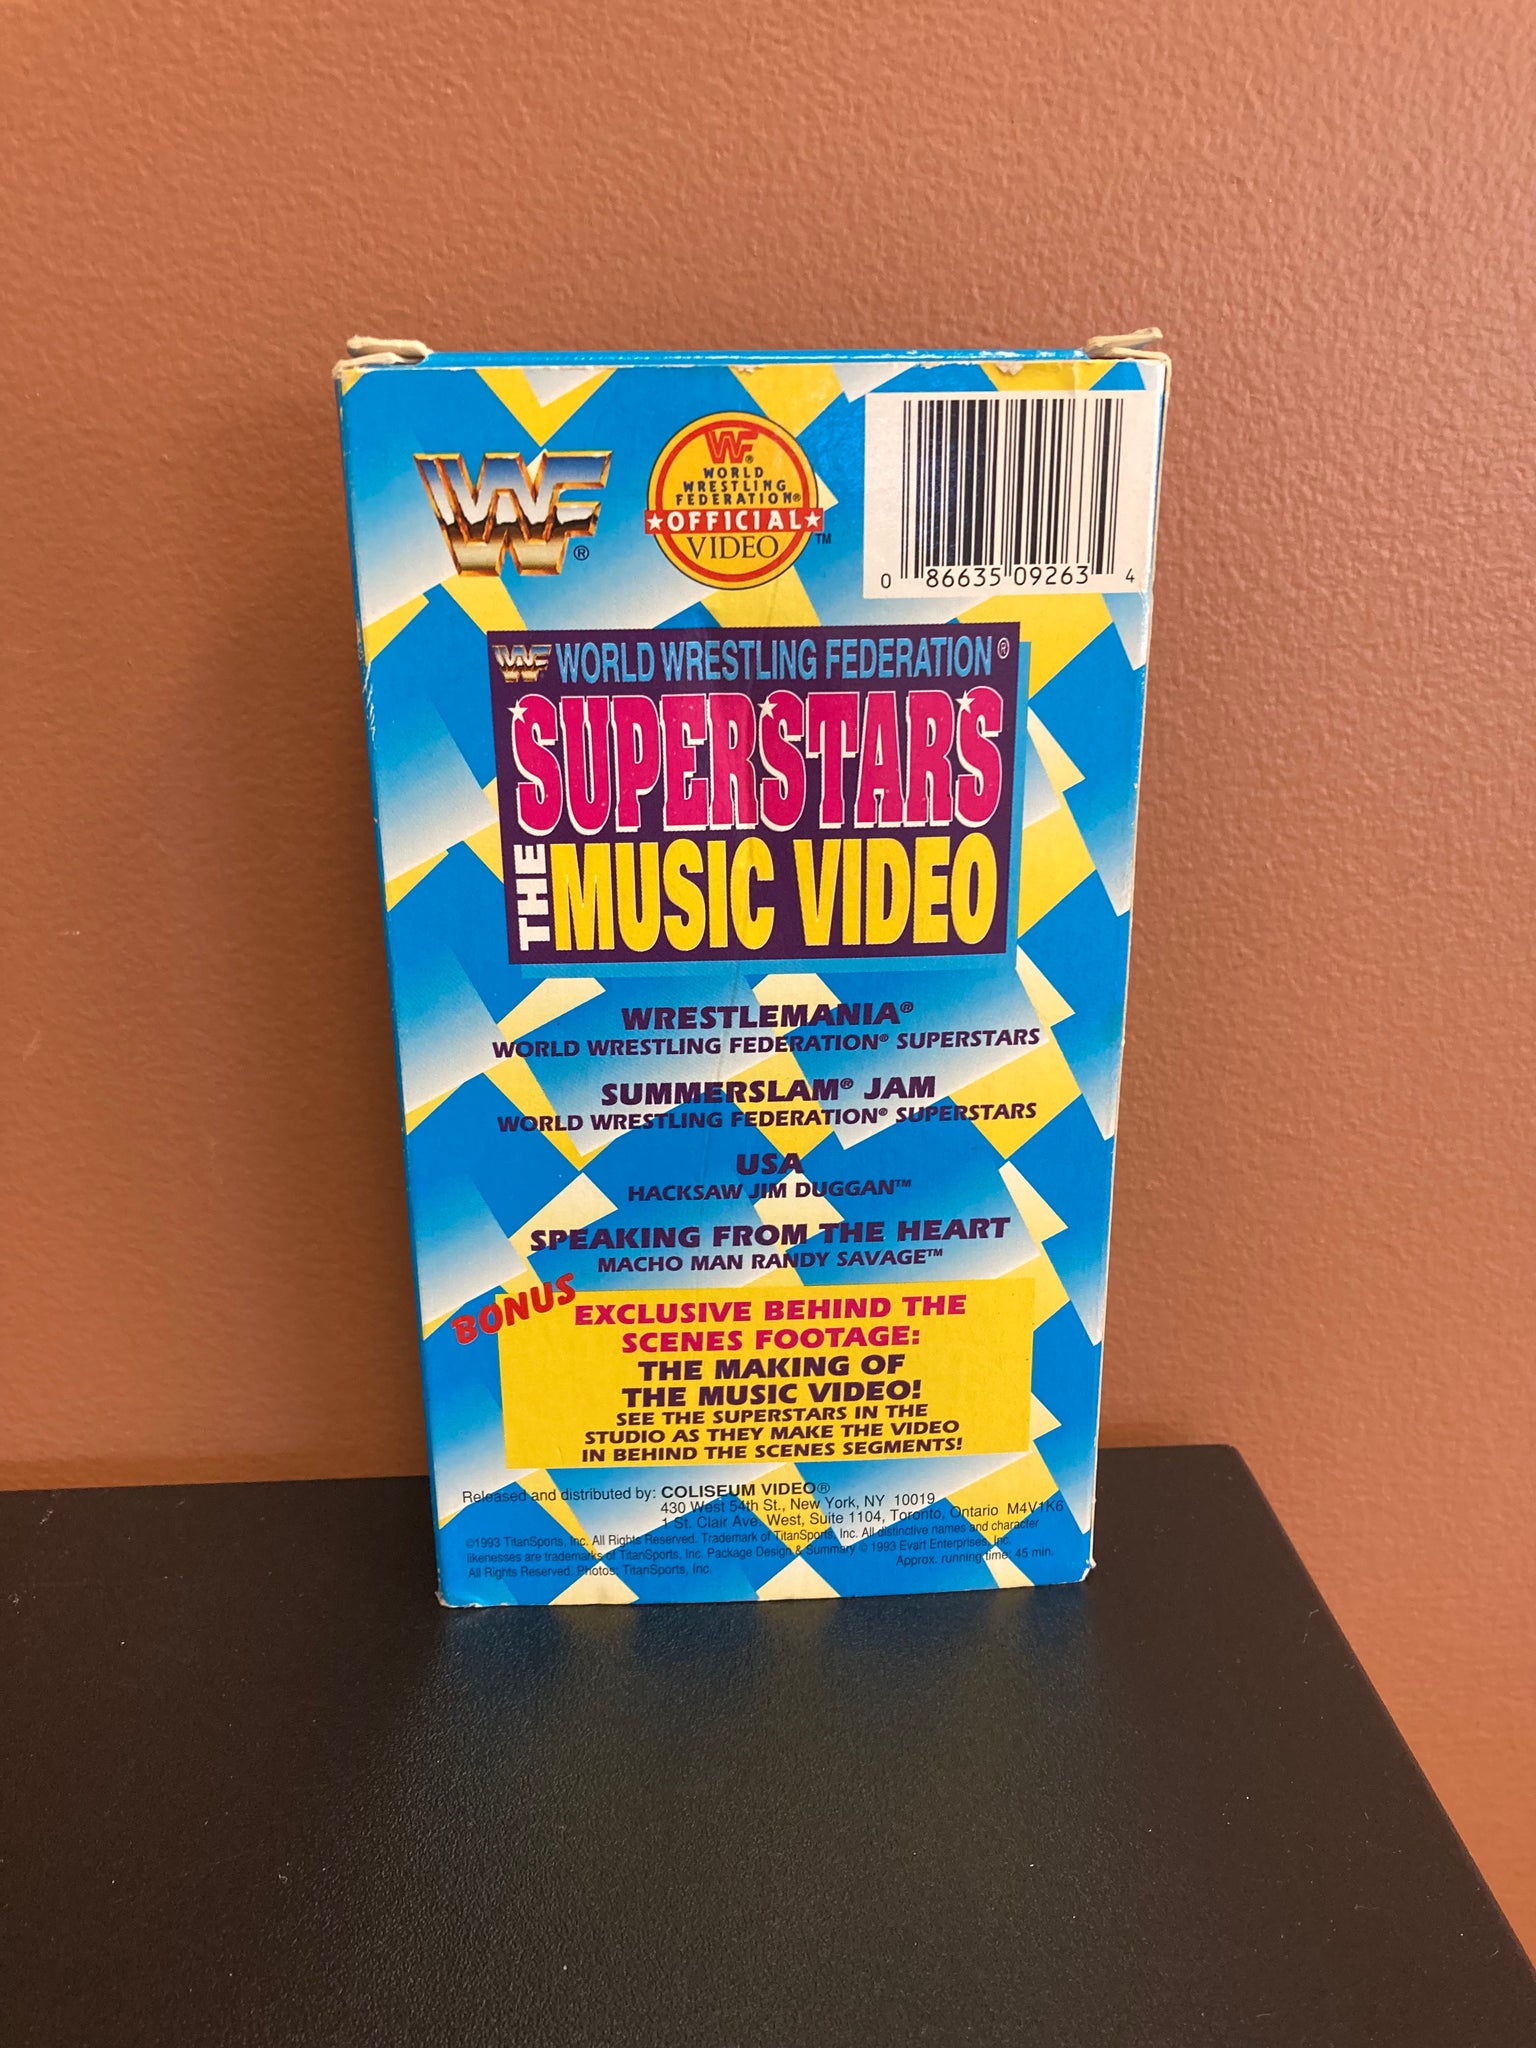 WF®
WF®
WORLD
WRESTLING
FEDERATION®
★OFFICIAL★
VIDEO™
0 86635 09263 4
WF WORLD WRESTLING FEDERATION®
SUPERSTARS
THE MUSIC VIDEO
WRESTLEMANIA®
WORLD WRESTLING FEDERATION® SUPERSTARS
SUMMERSLAM® JAM
WORLD WRESTLING FEDERATION® SUPERSTARS
USA
HACKSAW JIM DUGGAN™
SPEAKING FROM THE HEART
MACHO MAN RANDY SAVAGE™
BONUS
EXCLUSIVE BEHIND THE
SCENES FOOTAGE:
THE MAKING OF
THE MUSIC VIDEO!
SEE THE SUPERSTARS IN THE
STUDIO AS THEY MAKE THE VIDEO
IN BEHIND THE SCENES SEGMENTS!
Released and distributed by: COLISEUM VIDEO®
430 West 54th St., New York, NY 10019
1 St. Clair Ave. West, Suite 1104, Toronto, Ontario M4V1K6
©1993 TitanSports, Inc. All Rights Reserved. Trademark of TitanSports, Inc. All distinctive names and character
likenesses are trademarks of TitanSports, Inc. Package Design & Summary © 1993 Evart Enterprises, Inc.
All Rights Reserved. Photos: TitanSports, Inc. Approx. running time: 45 min.